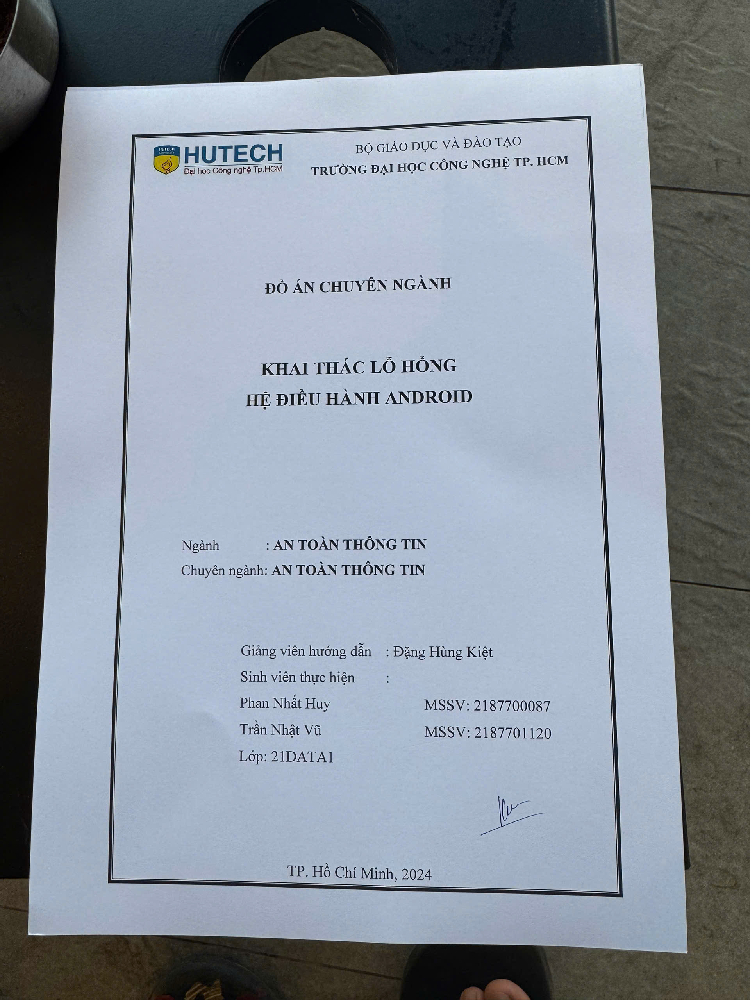 HUTECH
HUTECH
Đại học Công nghệ Tp.HCM
BỘ GIÁO DỤC VÀ ĐÀO TẠO
TRƯỜNG ĐẠI HỌC CÔNG NGHỆ TP. HCM
ĐỒ ÁN CHUYÊN NGÀNH
KHAI THÁC LỖ HỔNG
HỆ ĐIỀU HÀNH ANDROID
Ngành : AN TOÀN THÔNG TIN
Chuyên ngành: AN TOÀN THÔNG TIN
Giảng viên hướng dẫn : Đặng Hùng Kiệt
Sinh viên thực hiện :
Phan Nhất Huy MSSV: 2187700087
Trần Nhật Vũ MSSV: 2187701120
Lớp: 21DATA1
TP. Hồ Chí Minh, 2024